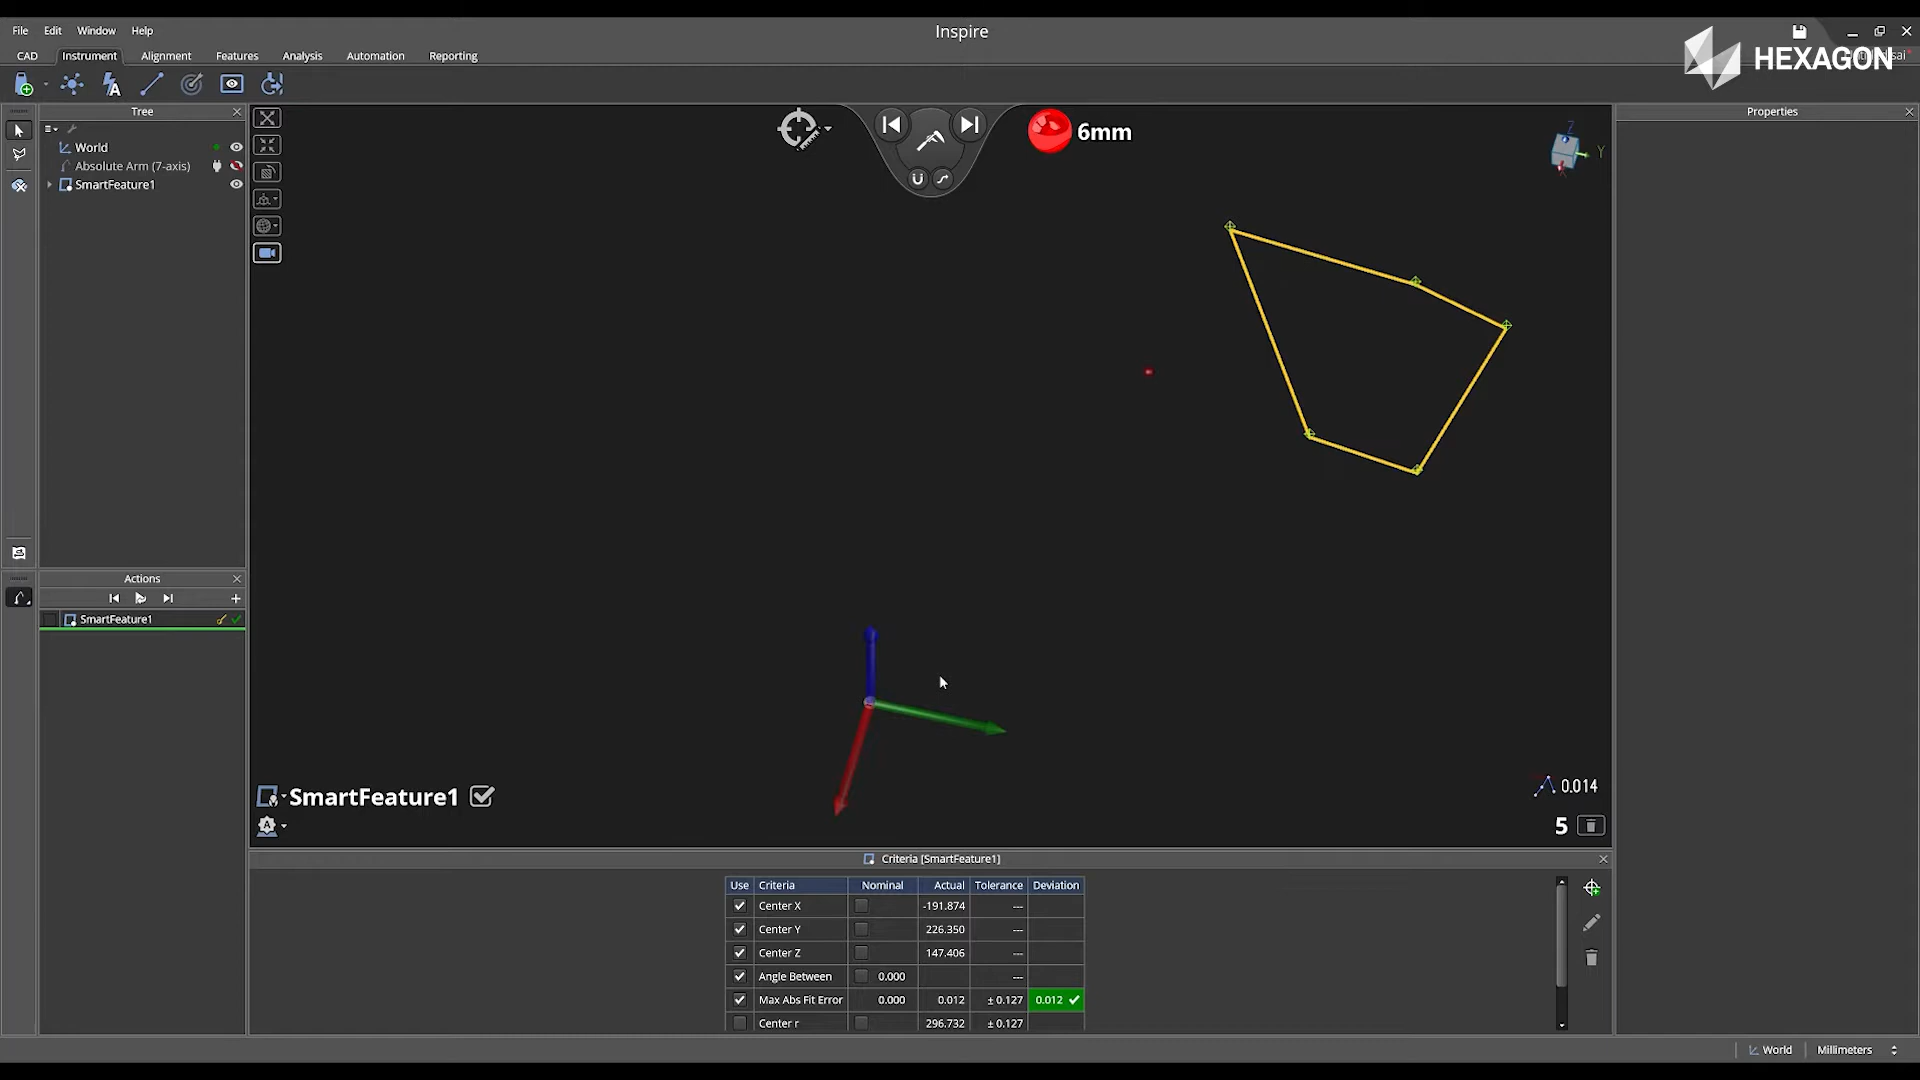 Inspire
File Edit Window Help
HEXAGON
CAD Instrument Alignment Features Analysis Automation Reporting
Tree
Properties
World
Absolute Arm (7-axis)
SmartFeature1
6mm
Z
Y
X
Actions
SmartFeature1
SmartFeature1
0.014
5
Criteria [SmartFeature1]
Use Criteria Nominal Actual Tolerance Deviation
Center X -191.874 ---
Center Y 226.350 ---
Center Z 147.406 ---
Angle Between 0.000 ---
Max Abs Fit Error 0.000 0.012 ± 0.127 0.012
Center r 296.732 ± 0.127
World Millimeters